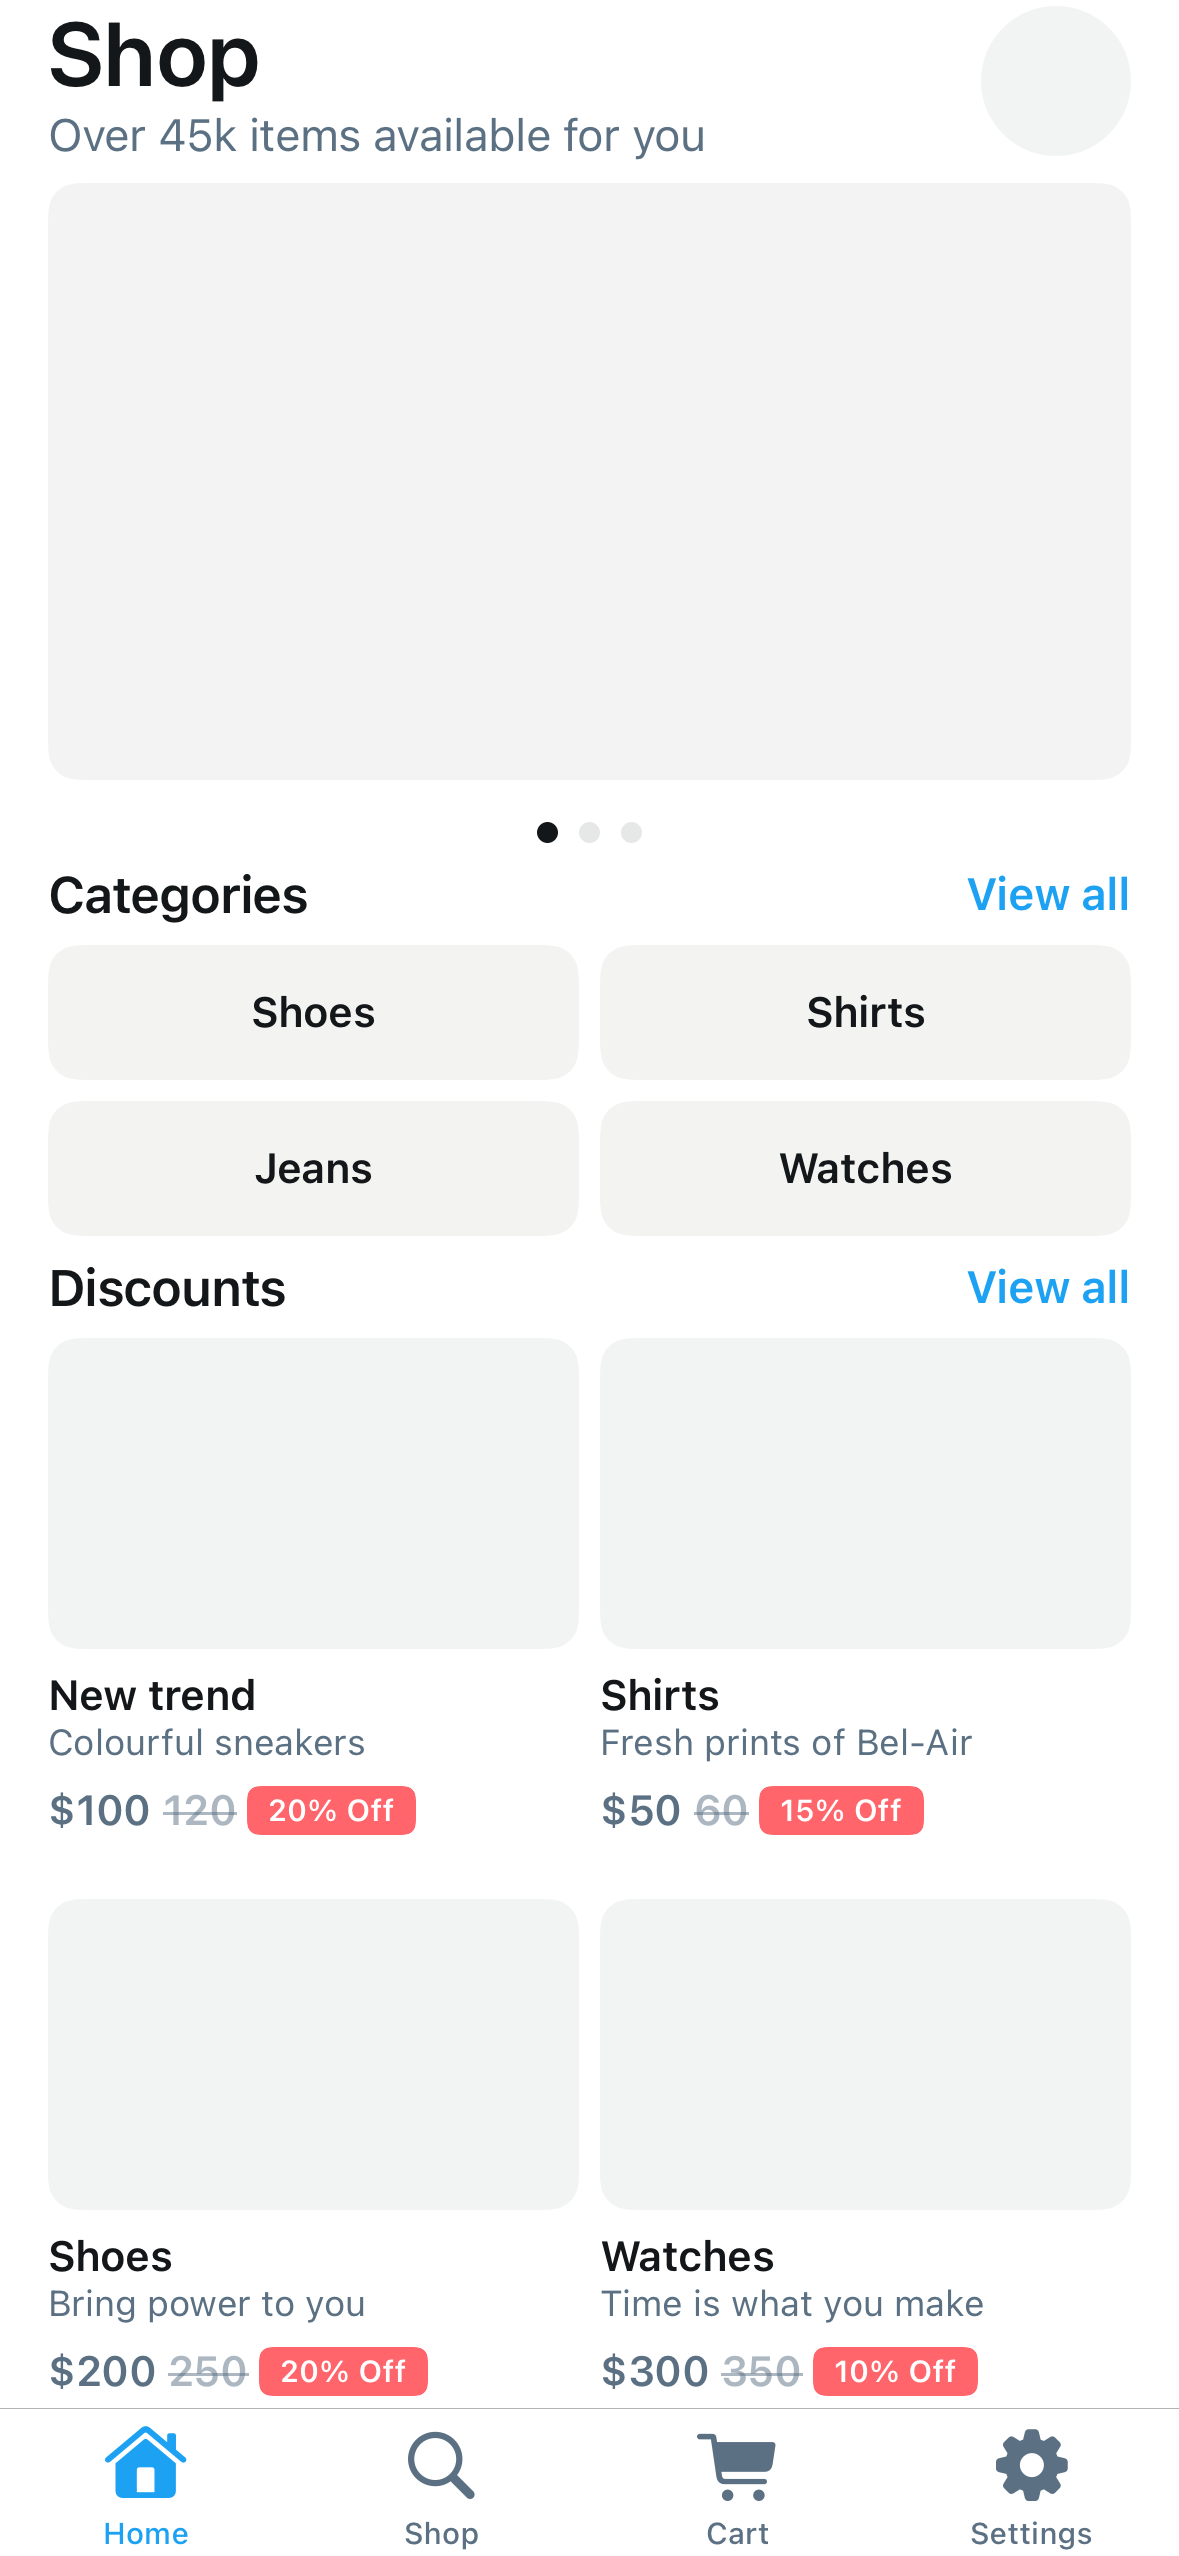 Shop
Over 45k items available for you
Categories
View all
Shoes
Shirts
Jeans
Watches
Discounts
View all
New trend
Colourful sneakers
$100 120 20% Off
Shirts
Fresh prints of Bel-Air
$50 60 15% Off
Shoes
Bring power to you
$200 250 20% Off
Watches
Time is what you make
$300 350 10% Off
Home
Shop
Cart
Settings